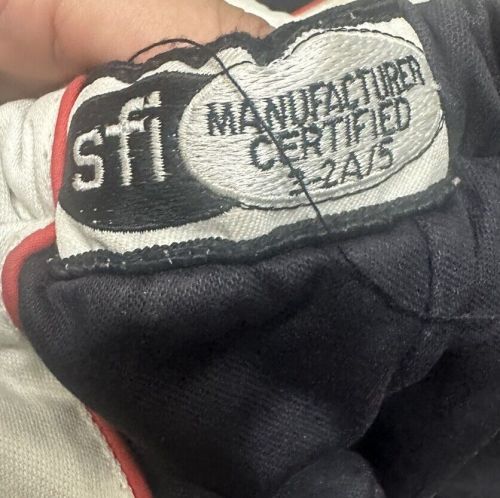 sfi
MANUFACTURER
CERTIFIED
3-2A/5